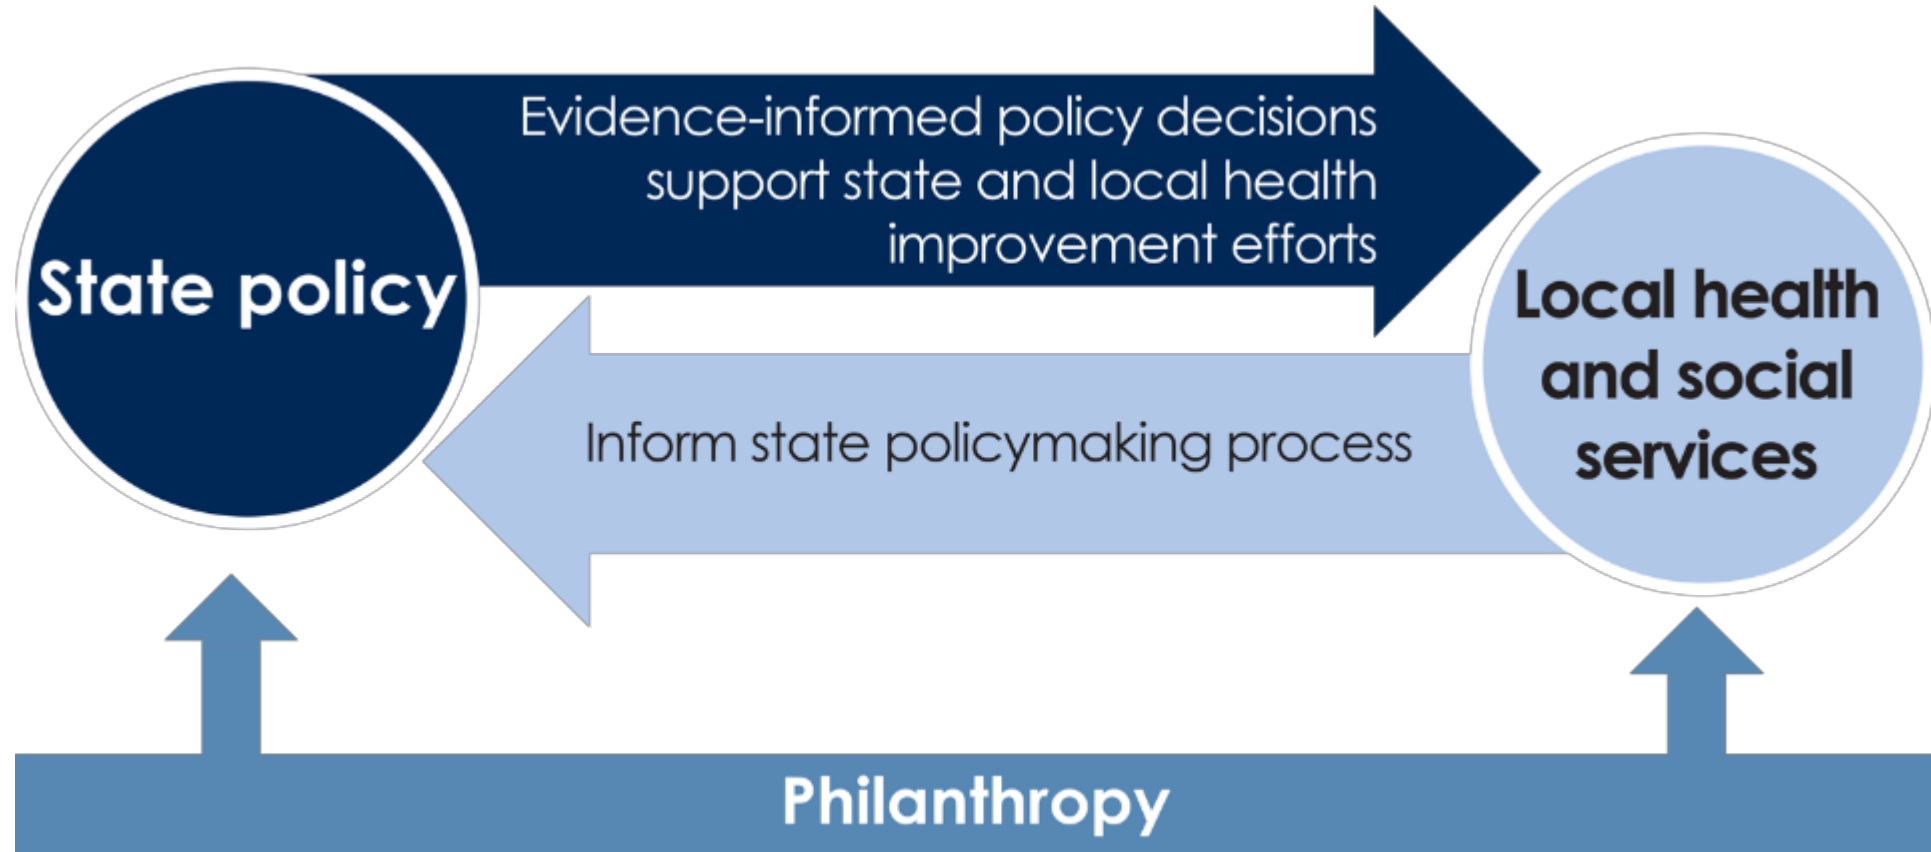 State policy
Evidence-informed policy decisions
support state and local health
improvement efforts
Inform state policymaking process
Local health
and social
services
Philanthropy